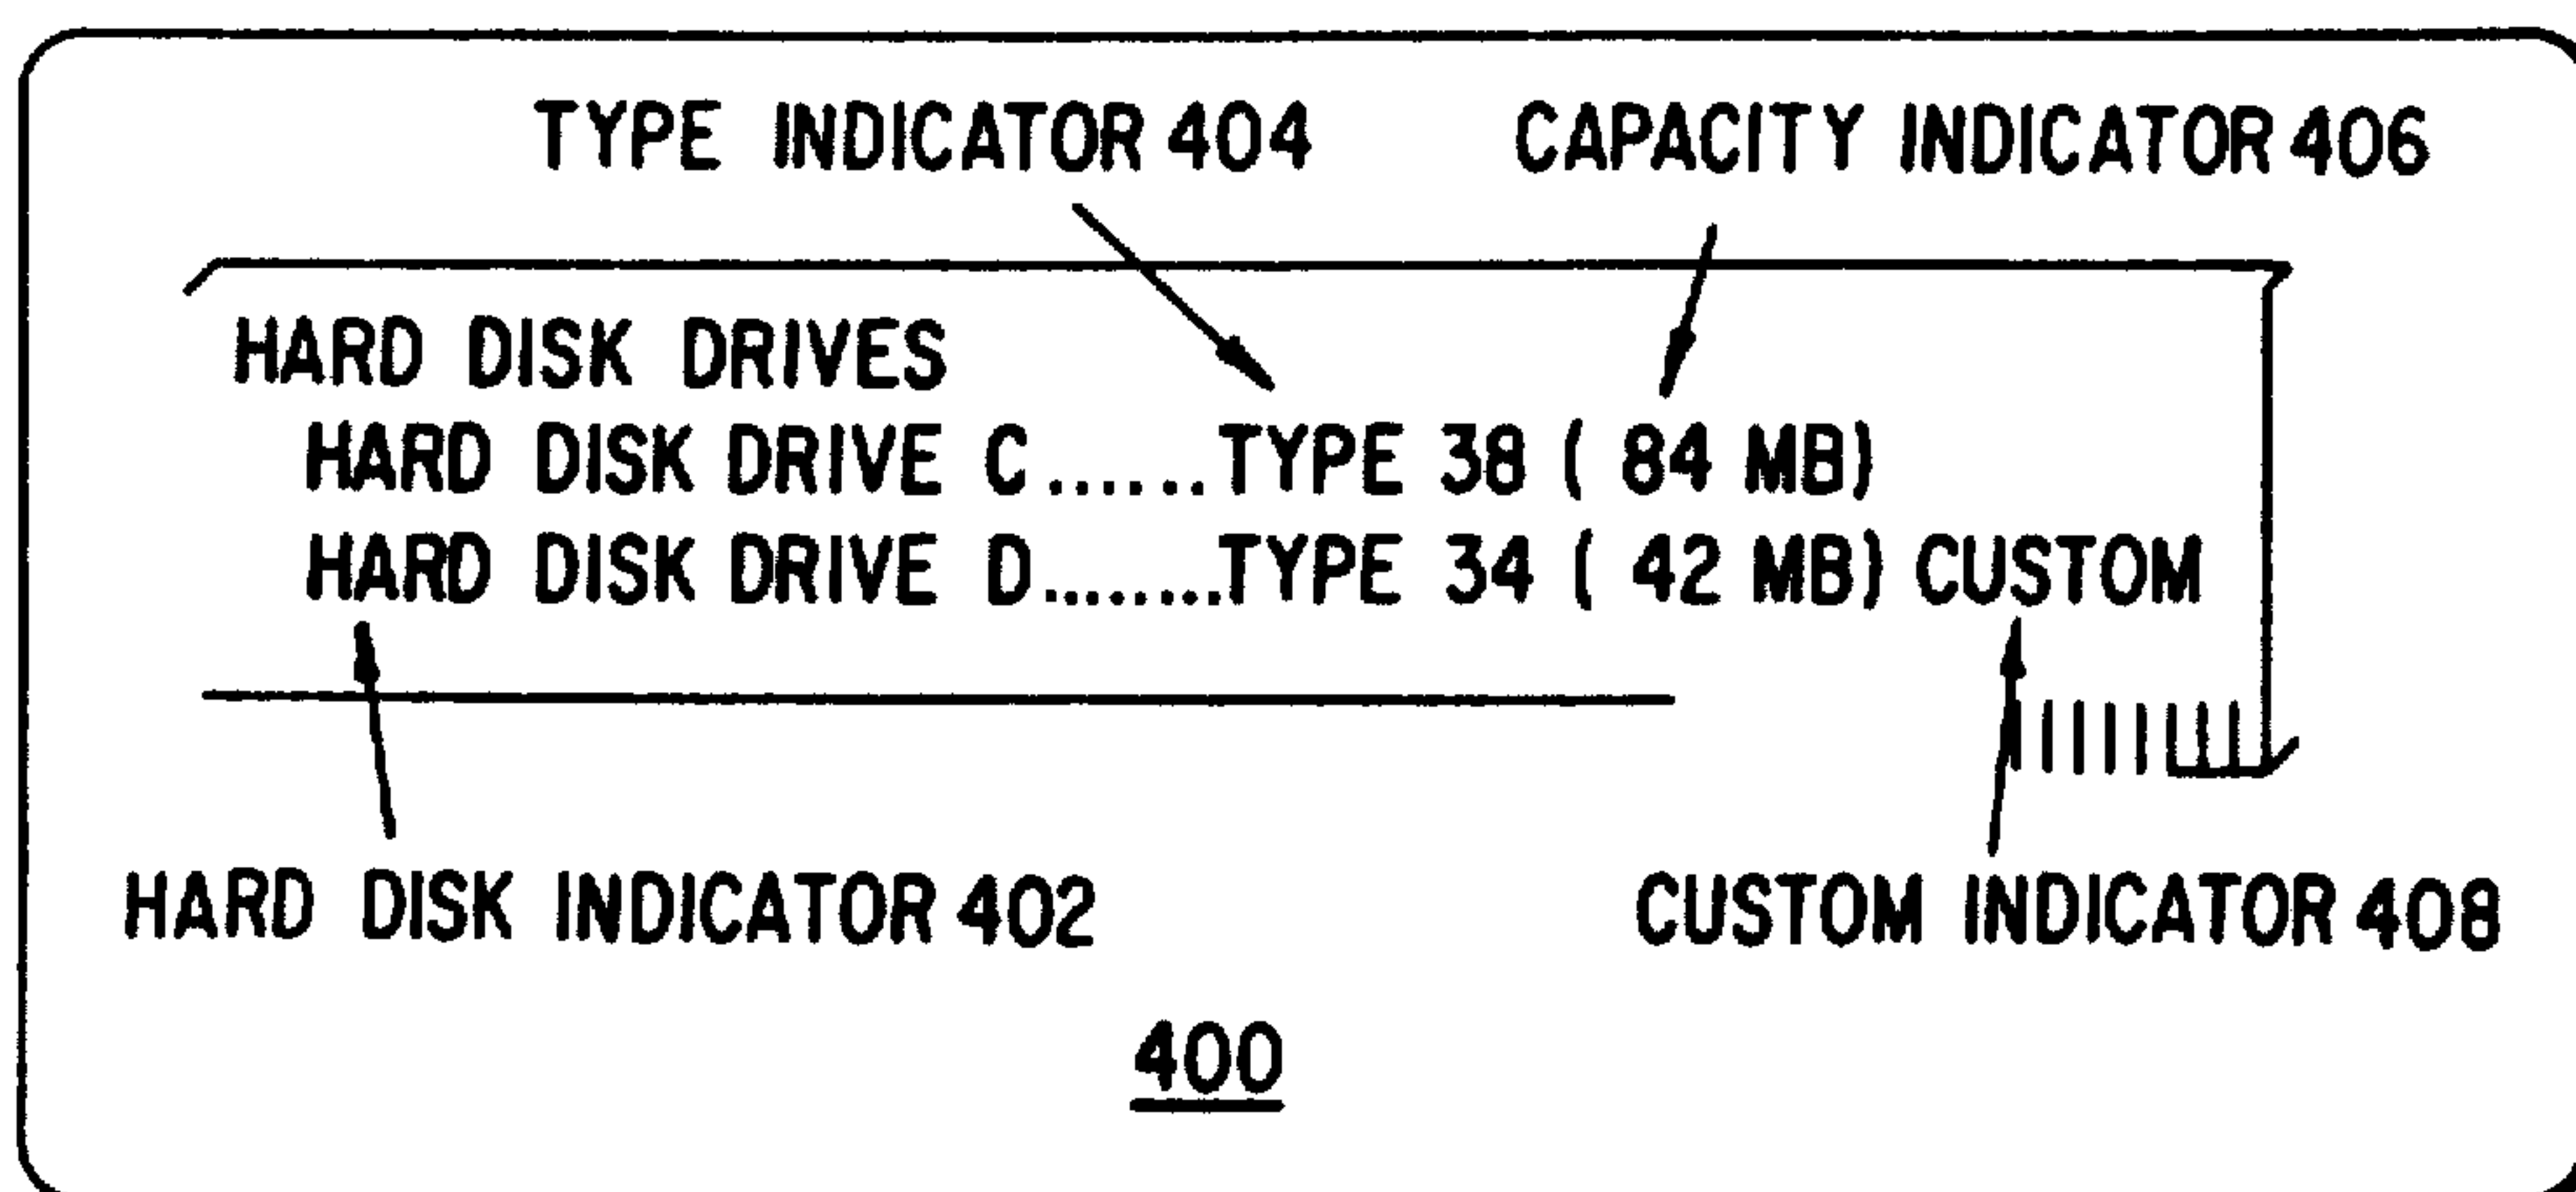 TYPE INDICATOR 404 CAPACITY INDICATOR 406
HARD DISK DRIVES
HARD DISK DRIVE C......TYPE 38 ( 84 MB)
HARD DISK DRIVE D........TYPE 34 ( 42 MB) CUSTOM
HARD DISK INDICATOR 402 CUSTOM INDICATOR 408
400